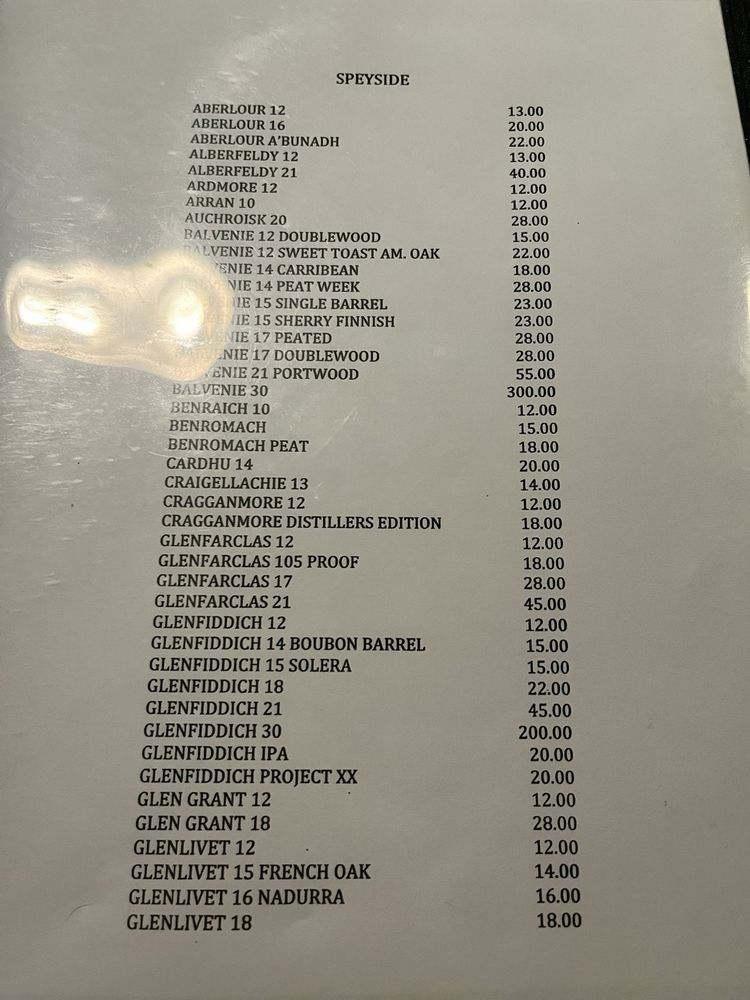 SPEYSIDE
ABERLOUR 12 13.00
ABERLOUR 16 20.00
ABERLOUR A'BUNADH 22.00
ALBERFELDY 12 13.00
ALBERFELDY 21 40.00
ARDMORE 12 12.00
ARRAN 10 12.00
AUCHROISK 20 28.00
BALVENIE 12 DOUBLEWOOD 15.00
BALVENIE 12 SWEET TOAST AM. OAK 22.00
BALVENIE 14 CARRIBEAN 18.00
BALVENIE 14 PEAT WEEK 28.00
BALVENIE 15 SINGLE BARREL 23.00
BALVENIE 15 SHERRY FINNISH 23.00
BALVENIE 17 PEATED 28.00
BALVENIE 17 DOUBLEWOOD 28.00
BALVENIE 21 PORTWOOD 55.00
BALVENIE 30 300.00
BENRAICH 10 12.00
BENROMACH 15.00
BENROMACH PEAT 18.00
CARDHU 14 20.00
CRAIGELLACHIE 13 14.00
CRAGGANMORE 12 12.00
CRAGGANMORE DISTILLERS EDITION 18.00
GLENFARCLAS 12 12.00
GLENFARCLAS 105 PROOF 18.00
GLENFARCLAS 17 28.00
GLENFARCLAS 21 45.00
GLENFIDDICH 12 12.00
GLENFIDDICH 14 BOUBON BARREL 15.00
GLENFIDDICH 15 SOLERA 15.00
GLENFIDDICH 18 22.00
GLENFIDDICH 21 45.00
GLENFIDDICH 30 200.00
GLENFIDDICH IPA 20.00
GLENFIDDICH PROJECT XX 20.00
GLEN GRANT 12 12.00
GLEN GRANT 18 28.00
GLENLIVET 12 12.00
GLENLIVET 15 FRENCH OAK 14.00
GLENLIVET 16 NADURRA 16.00
GLENLIVET 18 18.00